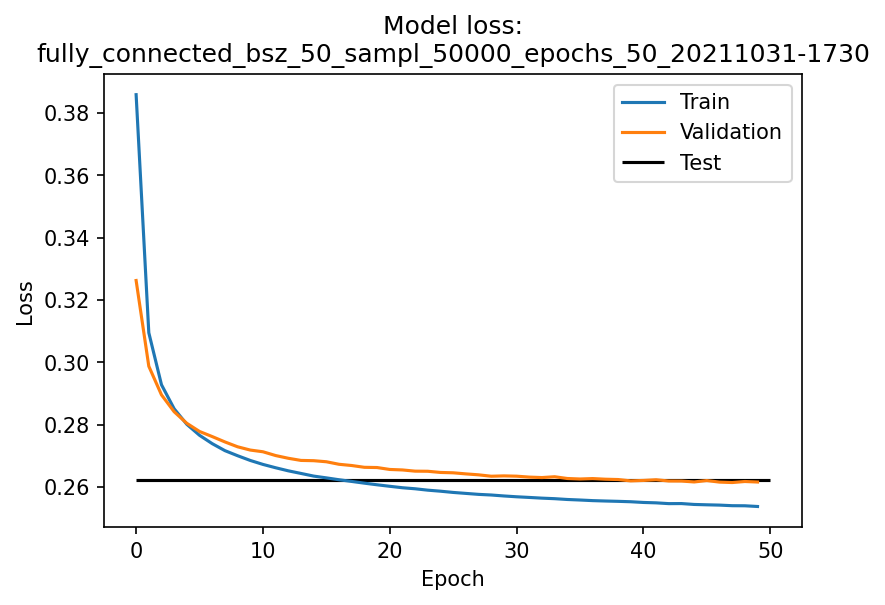 Model loss:
fully_connected_bsz_50_sampl_50000_epochs_50_20211031-1730
Train
Validation
Test
0.38
0.36
0.34
0.32
0.30
0.28
0.26
Loss
0
10
20
30
40
50
Epoch